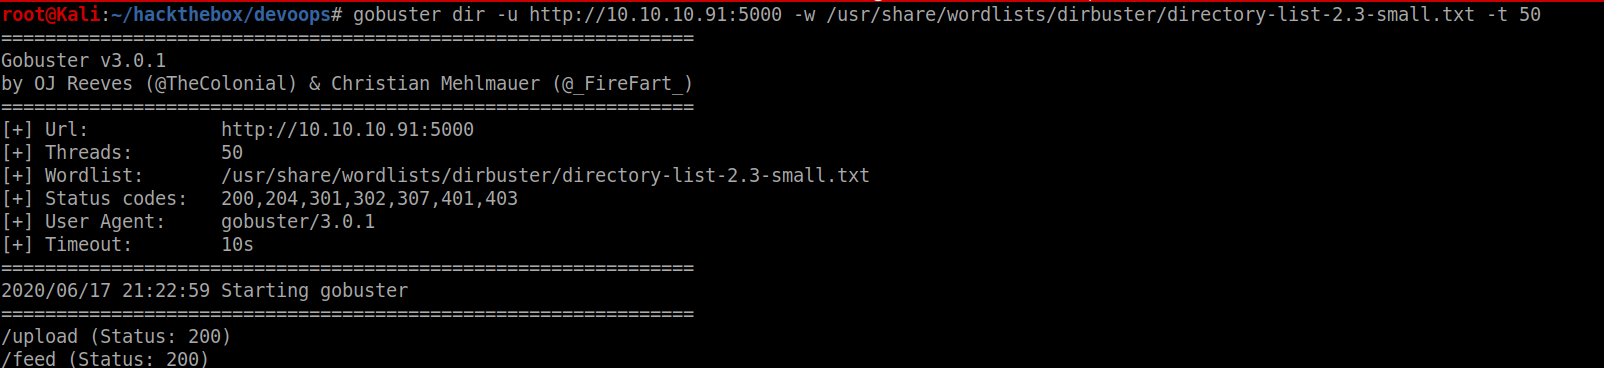 root@Kali:~/hackthebox/devoops# gobuster dir -u http://10.10.10.91:5000 -w /usr/share/wordlists/dirbuster/directory-list-2.3-small.txt -t 50
===============================================================
Gobuster v3.0.1
by OJ Reeves (@TheColonial) & Christian Mehlmauer (@_FireFart_)
===============================================================
[+] Url:            http://10.10.10.91:5000
[+] Threads:        50
[+] Wordlist:       /usr/share/wordlists/dirbuster/directory-list-2.3-small.txt
[+] Status codes:   200,204,301,302,307,401,403
[+] User Agent:     gobuster/3.0.1
[+] Timeout:        10s
===============================================================
2020/06/17 21:22:59 Starting gobuster
===============================================================
/upload (Status: 200)
/feed (Status: 200)